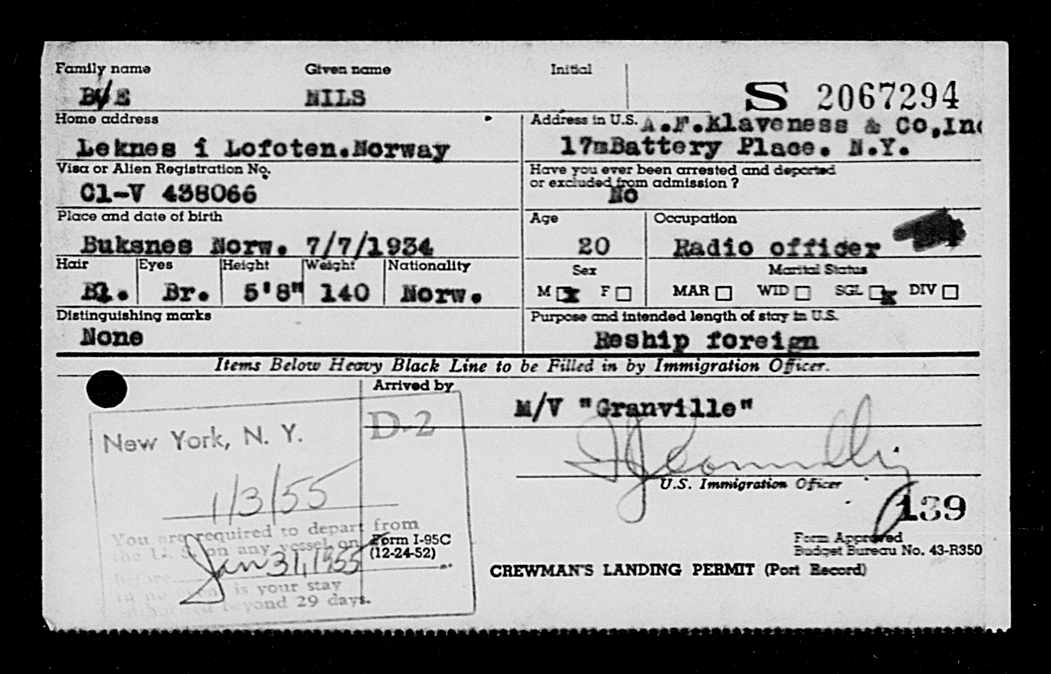 Family name Given name Initial
BØE NILS S 2067294
Home address Address in U.S. A.F.Klaveness & Co,Inc
Leknes i Lofoten.Norway 17 Battery Place. N.Y.
Visa or Alien Registration No. Have you ever been arrested and deported
or excluded from admission ?
C1-V 438066 No
Place and date of birth Age Occupation
Buksnes Norw. 7/7/1934 20 Radio officer
Hair Eyes Height Weight Nationality Sex Marital Status
Bl. Br. 5'8" 140 Norw. M x F MAR WID SGL x DIV
Distinguishing marks Purpose and intended length of stay in U.S.
None Reship foreign
Items Below Heavy Black Line to be Filled in by Immigration Officer.
Arrived by
M/V "Granville"
New York, N. Y. D-2
1/3/55
U.S. Immigration Officer
139
You are required to depart from
the U. S. on any vessel on
Jan 31, 1955
before
in no event is your stay
authorized beyond 29 days.
Form I-95C
(12-24-52)
Form Approved
Budget Bureau No. 43-R350
CREWMAN'S LANDING PERMIT (Port Record)